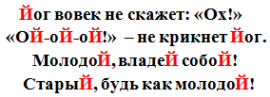 Йог вовек не скажет: «Ох!»
«ОЙ-оЙ-оЙ!» – не крикнет Йог.
МолодоЙ, владеЙ собоЙ!
СтарыЙ, будь как молодоЙ!